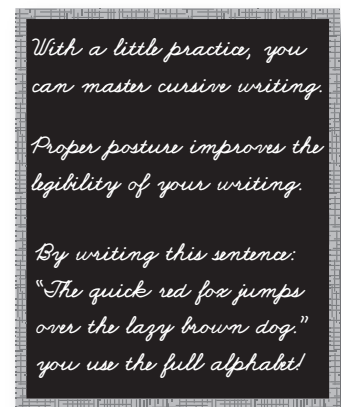 With a little practice, you
can master cursive writing.
Proper posture improves the
legibility of your writing.
By writing this sentence:
“The quick red fox jumps
over the lazy brown dog.”
you use the full alphabet!